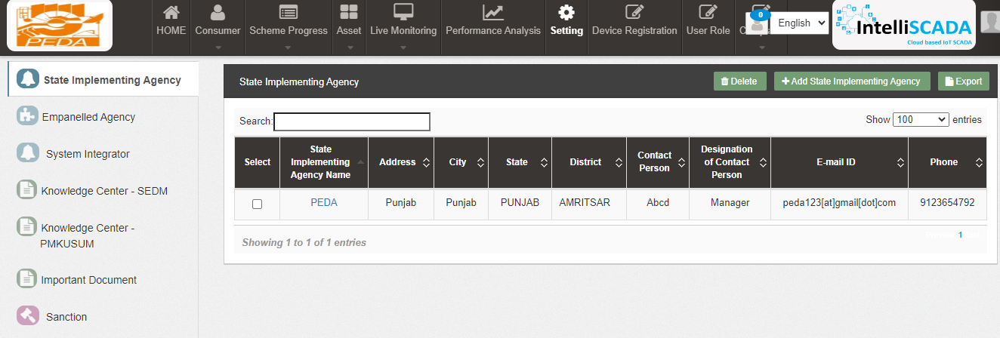 PEDA
HOME
Consumer
Scheme Progress
Asset
Live Monitoring
Performance Analysis
Setting
Device Registration
User Role
0
English
IntelliSCADA
Cloud based IoT SCADA
State Implementing Agency
Empanelled Agency
System Integrator
Knowledge Center - SEDM
Knowledge Center -
PMKUSUM
Important Document
Sanction
State Implementing Agency
Delete
Add State Implementing Agency
Export
Search:
Show 100 entries
Select
State
Implementing
Agency Name
Address
City
State
District
Contact
Person
Designation
of Contact
Person
E-mail ID
Phone
PEDA Punjab Punjab PUNJAB AMRITSAR Abcd Manager peda123[at]gmail[dot]com 9123654792
Showing 1 to 1 of 1 entries
1